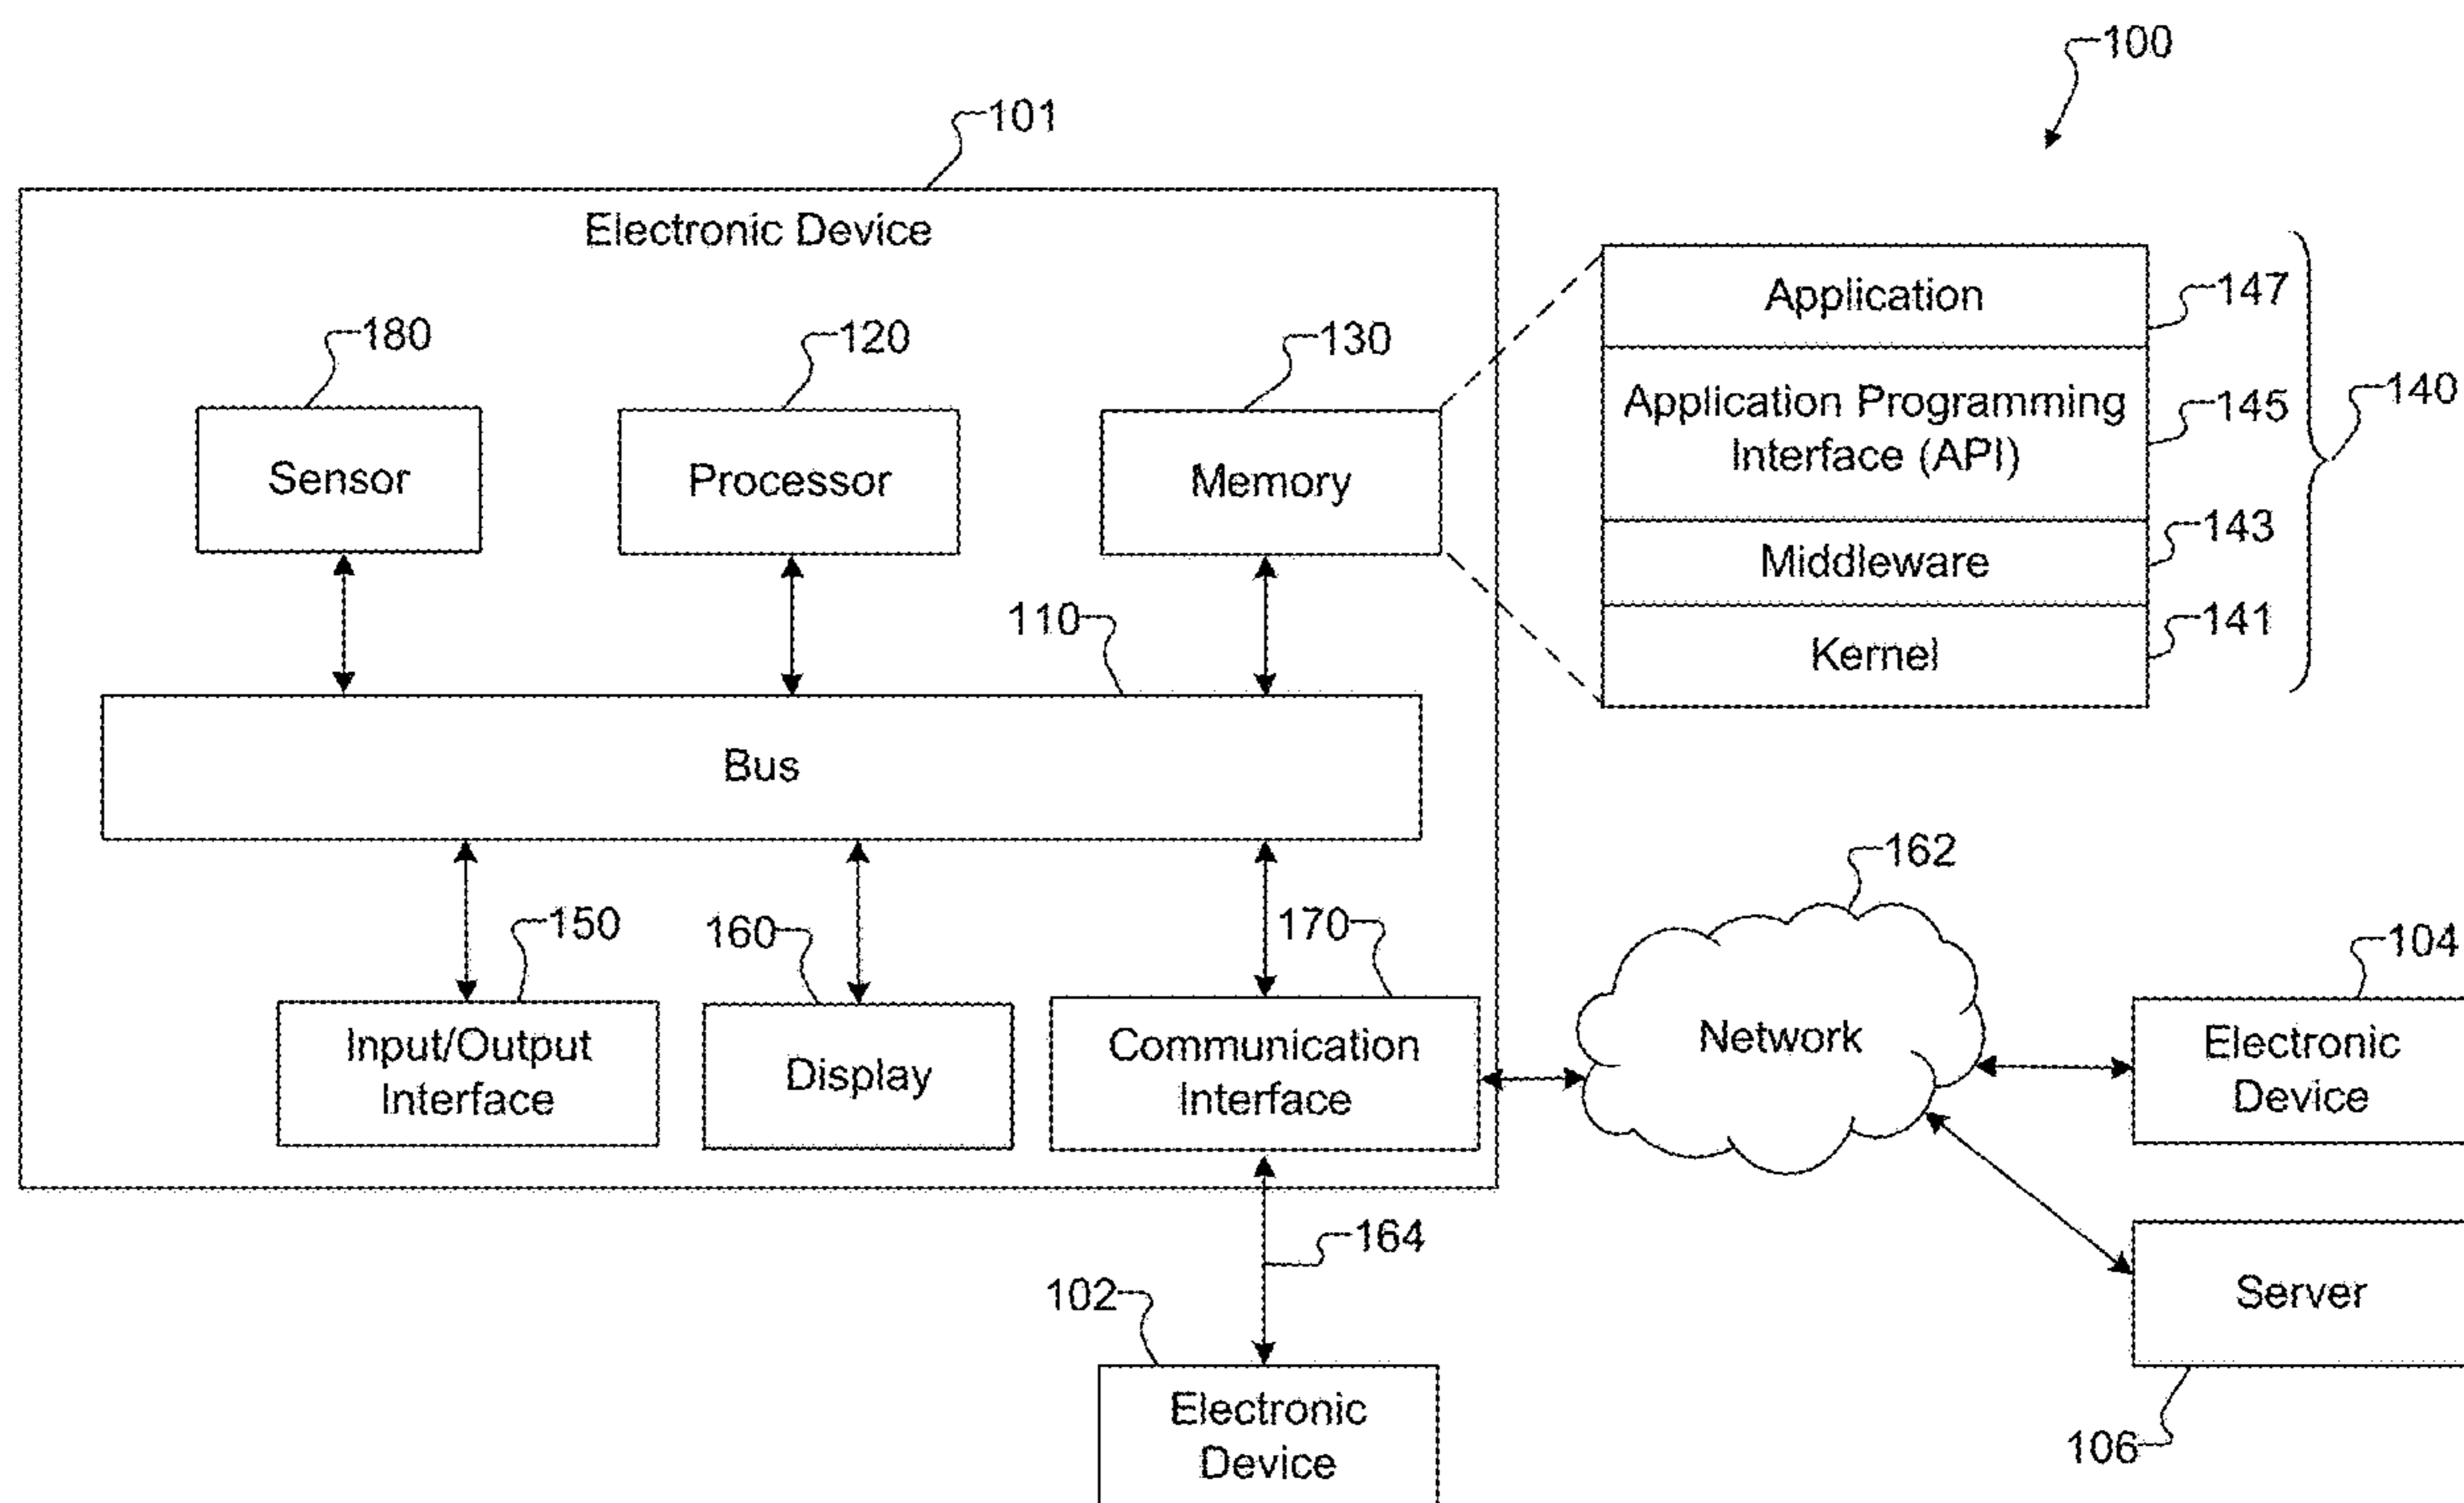 100
101
Electronic Device
180
120
130
Sensor
Processor
Memory
Application
147
Application Programming
Interface (API)
145
140
Middleware
143
Kernel
141
110
Bus
150
160
170
Input/Output
Interface
Display
Communication
Interface
162
Network
104
Electronic
Device
164
102
Electronic
Device
Server
106